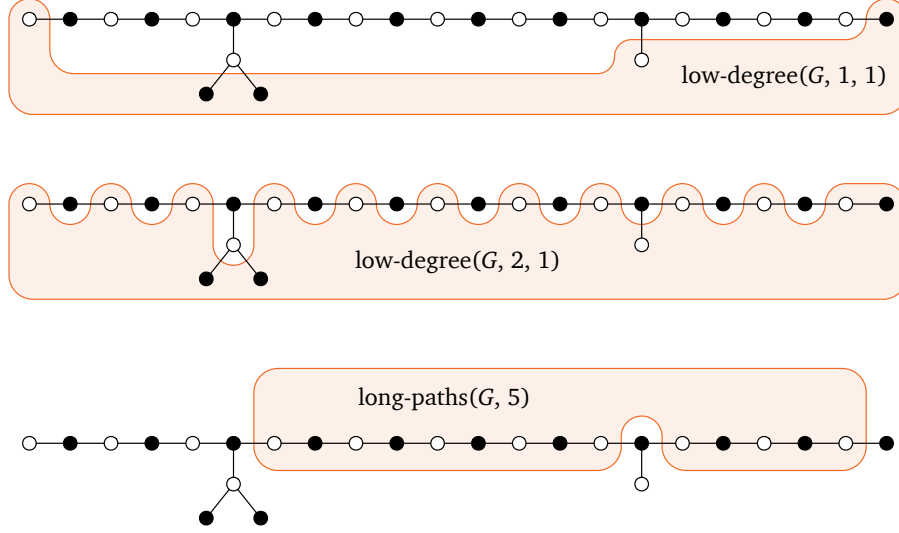 low-degree(G, 1, 1)
low-degree(G, 2, 1)
long-paths(G, 5)